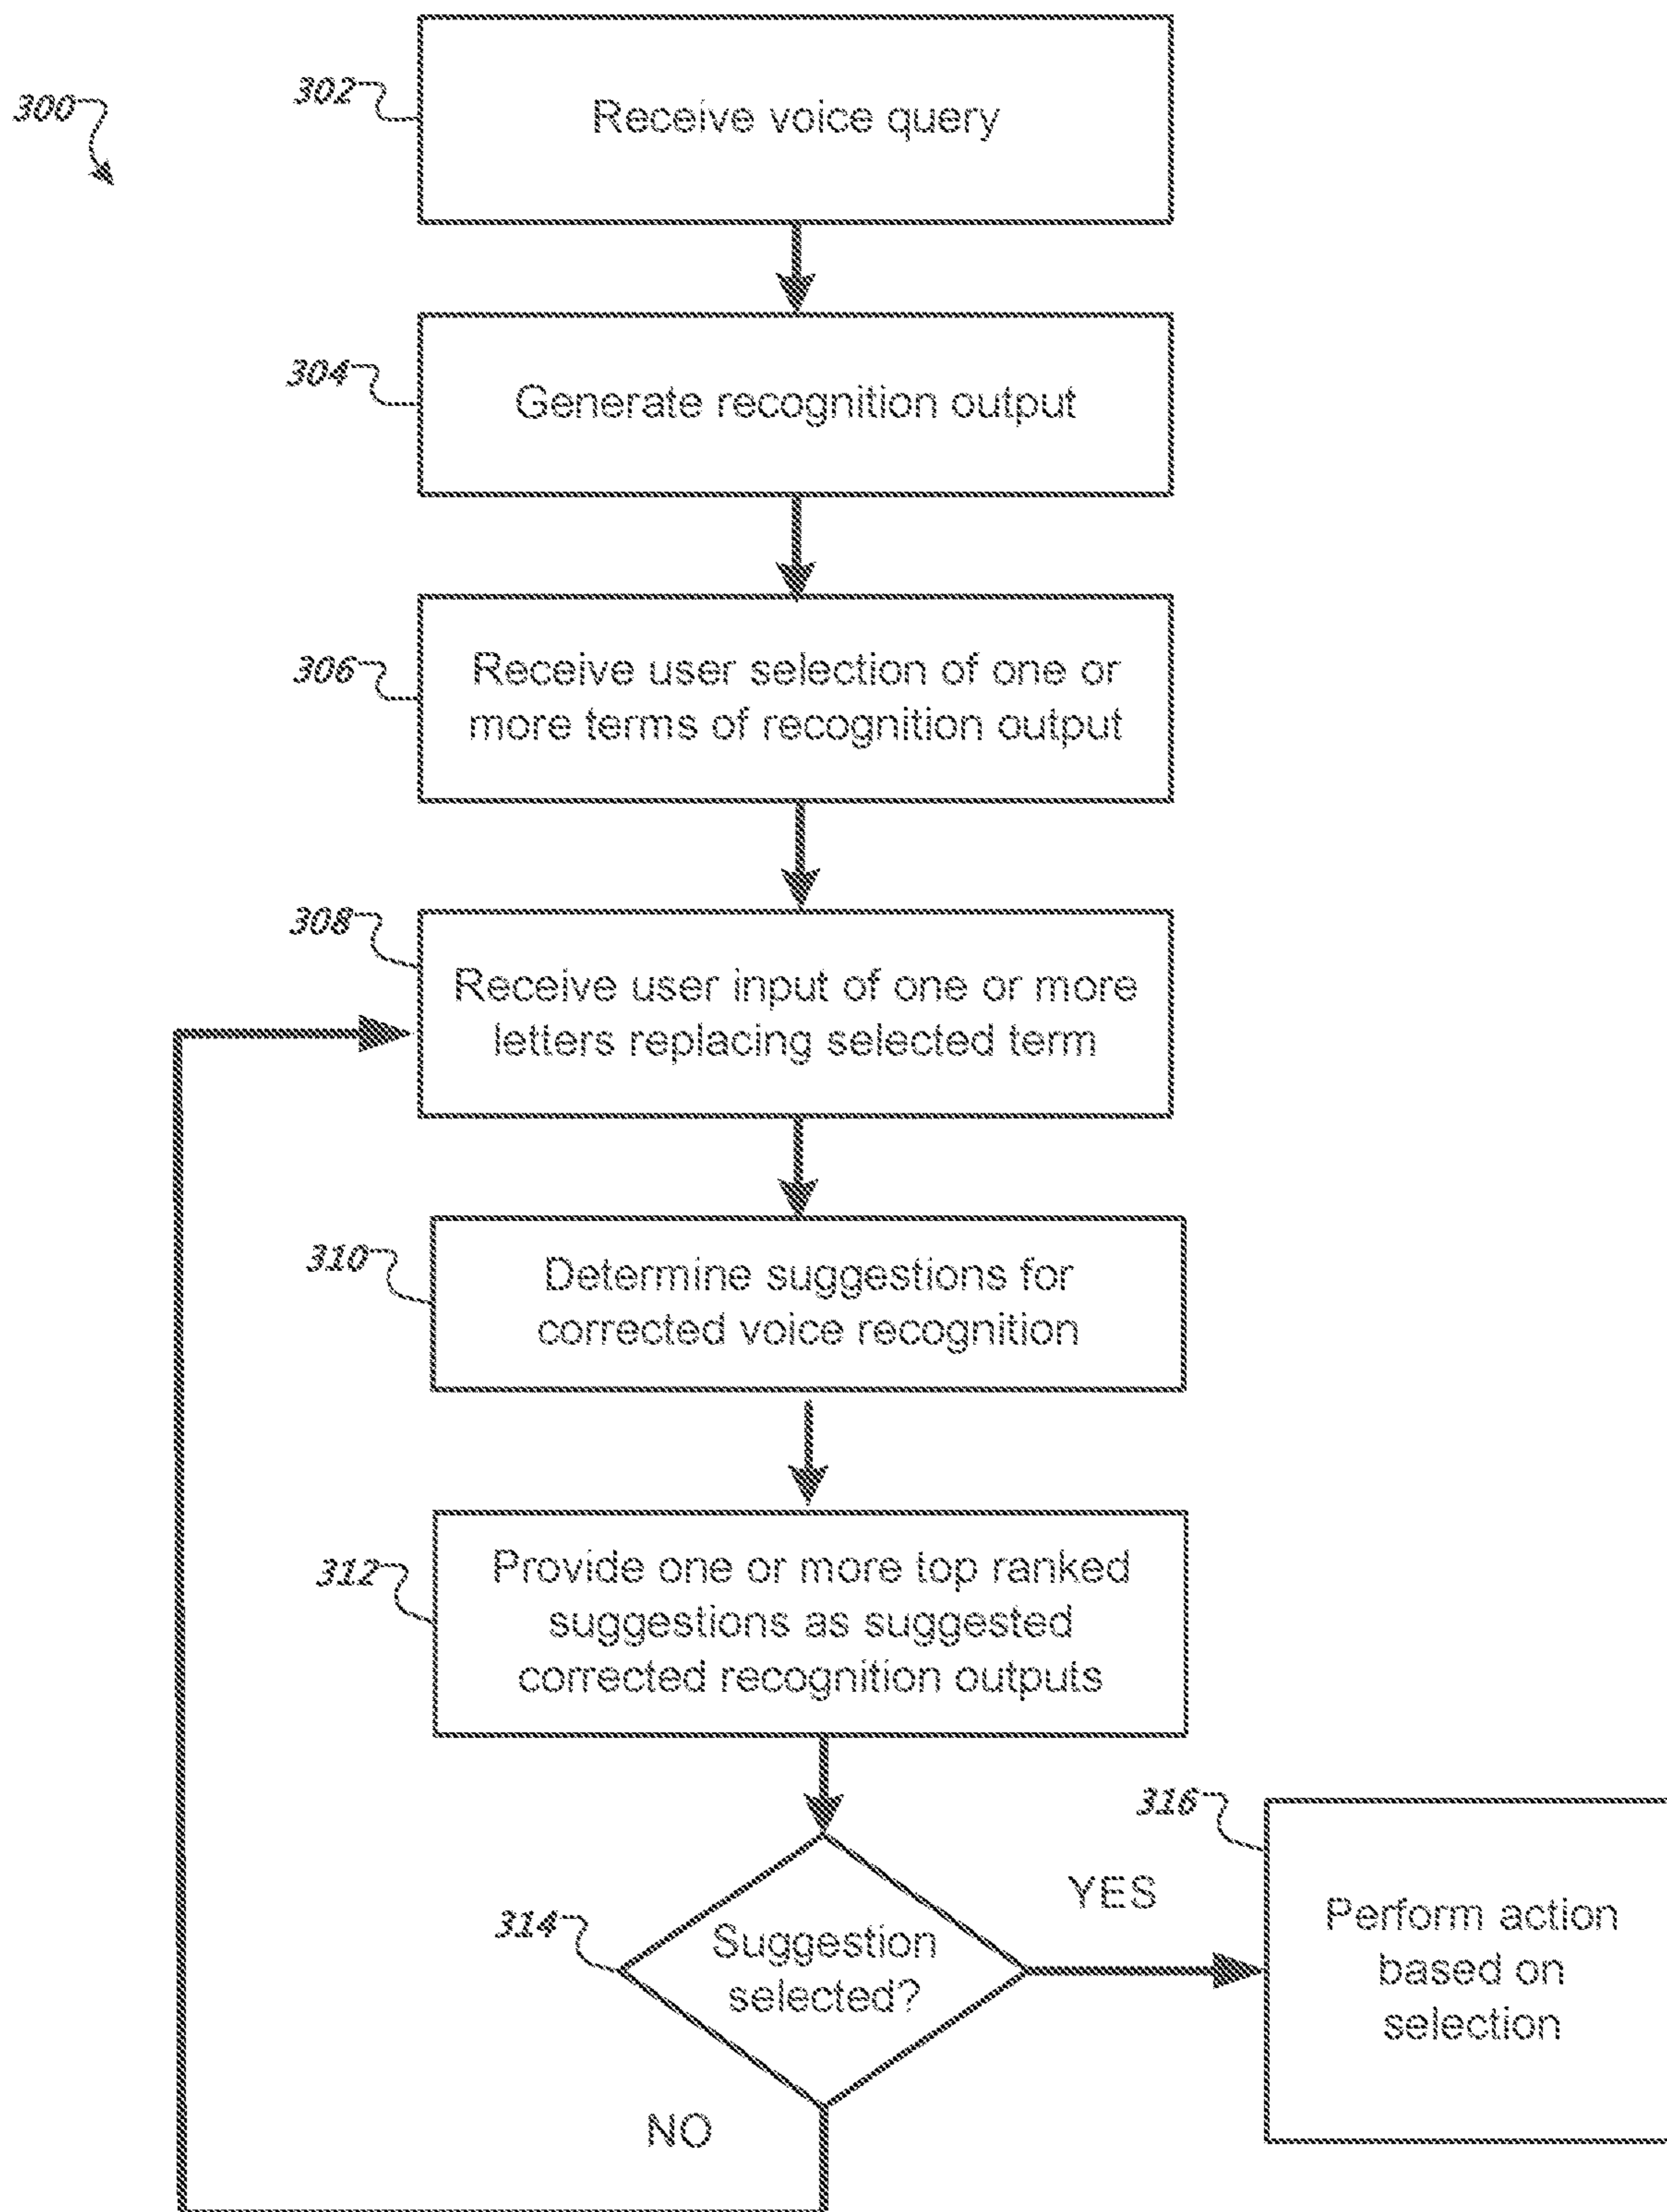 300
302
Receive voice query
304
Generate recognition output
306
Receive user selection of one or
more terms of recognition output
308
Receive user input of one or more
letters replacing selected term
310
Determine suggestions for
corrected voice recognition
312
Provide one or more top ranked
suggestions as suggested
corrected recognition outputs
314
Suggestion
selected?
YES
316
Perform action
based on
selection
NO